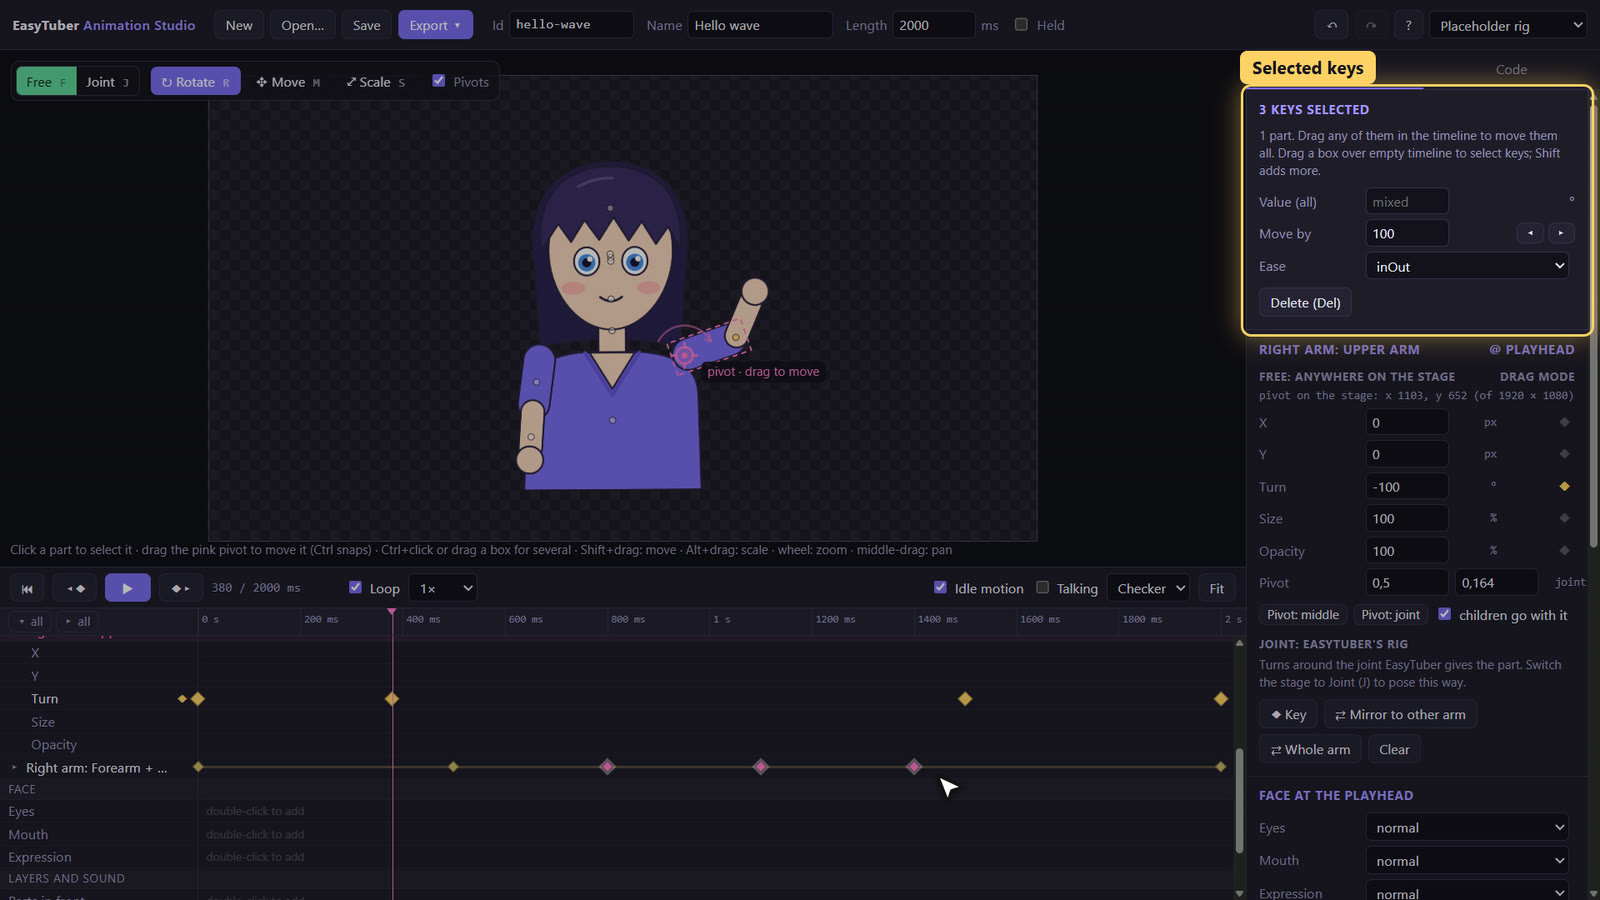 EasyTuber Animation Studio
New
Open...
Save
Export ▾
Id hello-wave
Name Hello wave
Length 2000 ms
Held
?
Placeholder rig
Free F
Joint J
Rotate R
Move M
Scale S
Pivots
Selected keys
Code
3 KEYS SELECTED
1 part. Drag any of them in the timeline to move them
all. Drag a box over empty timeline to select keys; Shift
adds more.
Value (all) mixed °
Move by 100
Ease inOut
Delete (Del)
pivot · drag to move
RIGHT ARM: UPPER ARM @ PLAYHEAD
FREE: ANYWHERE ON THE STAGE DRAG MODE
pivot on the stage: x 1103, y 652 (of 1920 × 1080)
X 0 px
Y 0 px
Turn -100 °
Size 100 %
Opacity 100 %
Pivot 0,5 0,164 joint
Pivot: middle
Pivot: joint
children go with it
JOINT: EASYTUBER'S RIG
Turns around the joint EasyTuber gives the part. Switch
the stage to Joint (J) to pose this way.
◆ Key
⇄ Mirror to other arm
⇄ Whole arm
Clear
FACE AT THE PLAYHEAD
Eyes normal
Mouth normal
Expression normal
Click a part to select it · drag the pink pivot to move it (Ctrl snaps) · Ctrl+click or drag a box for several · Shift+drag: move · Alt+drag: scale · wheel: zoom · middle-drag: pan
380 / 2000 ms
Loop
1×
Idle motion
Talking
Checker
Fit
▾ all
▸ all
0 s
200 ms
400 ms
600 ms
800 ms
1 s
1200 ms
1400 ms
1600 ms
1800 ms
2 s
X
Y
Turn
Size
Opacity
Right arm: Forearm + ...
FACE
Eyes double-click to add
Mouth double-click to add
Expression double-click to add
LAYERS AND SOUND